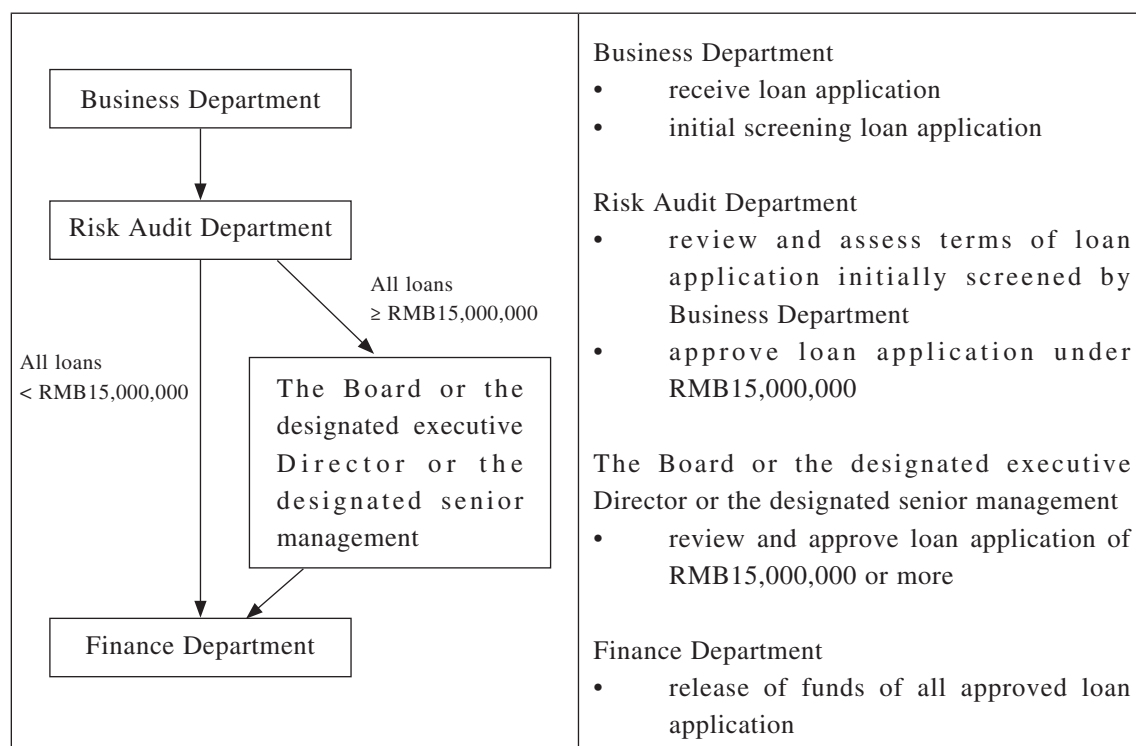 Business Department
Risk Audit Department
All loans
≥ RMB15,000,000
All loans
< RMB15,000,000
The Board or the
designated executive
Director or the
designated senior
management
Finance Department
Business Department
• receive loan application
• initial screening loan application
Risk Audit Department
• review and assess terms of loan
application initially screened by
Business Department
• approve loan application under
RMB15,000,000
The Board or the designated executive
Director or the designated senior management
• review and approve loan application of
RMB15,000,000 or more
Finance Department
• release of funds of all approved loan
application